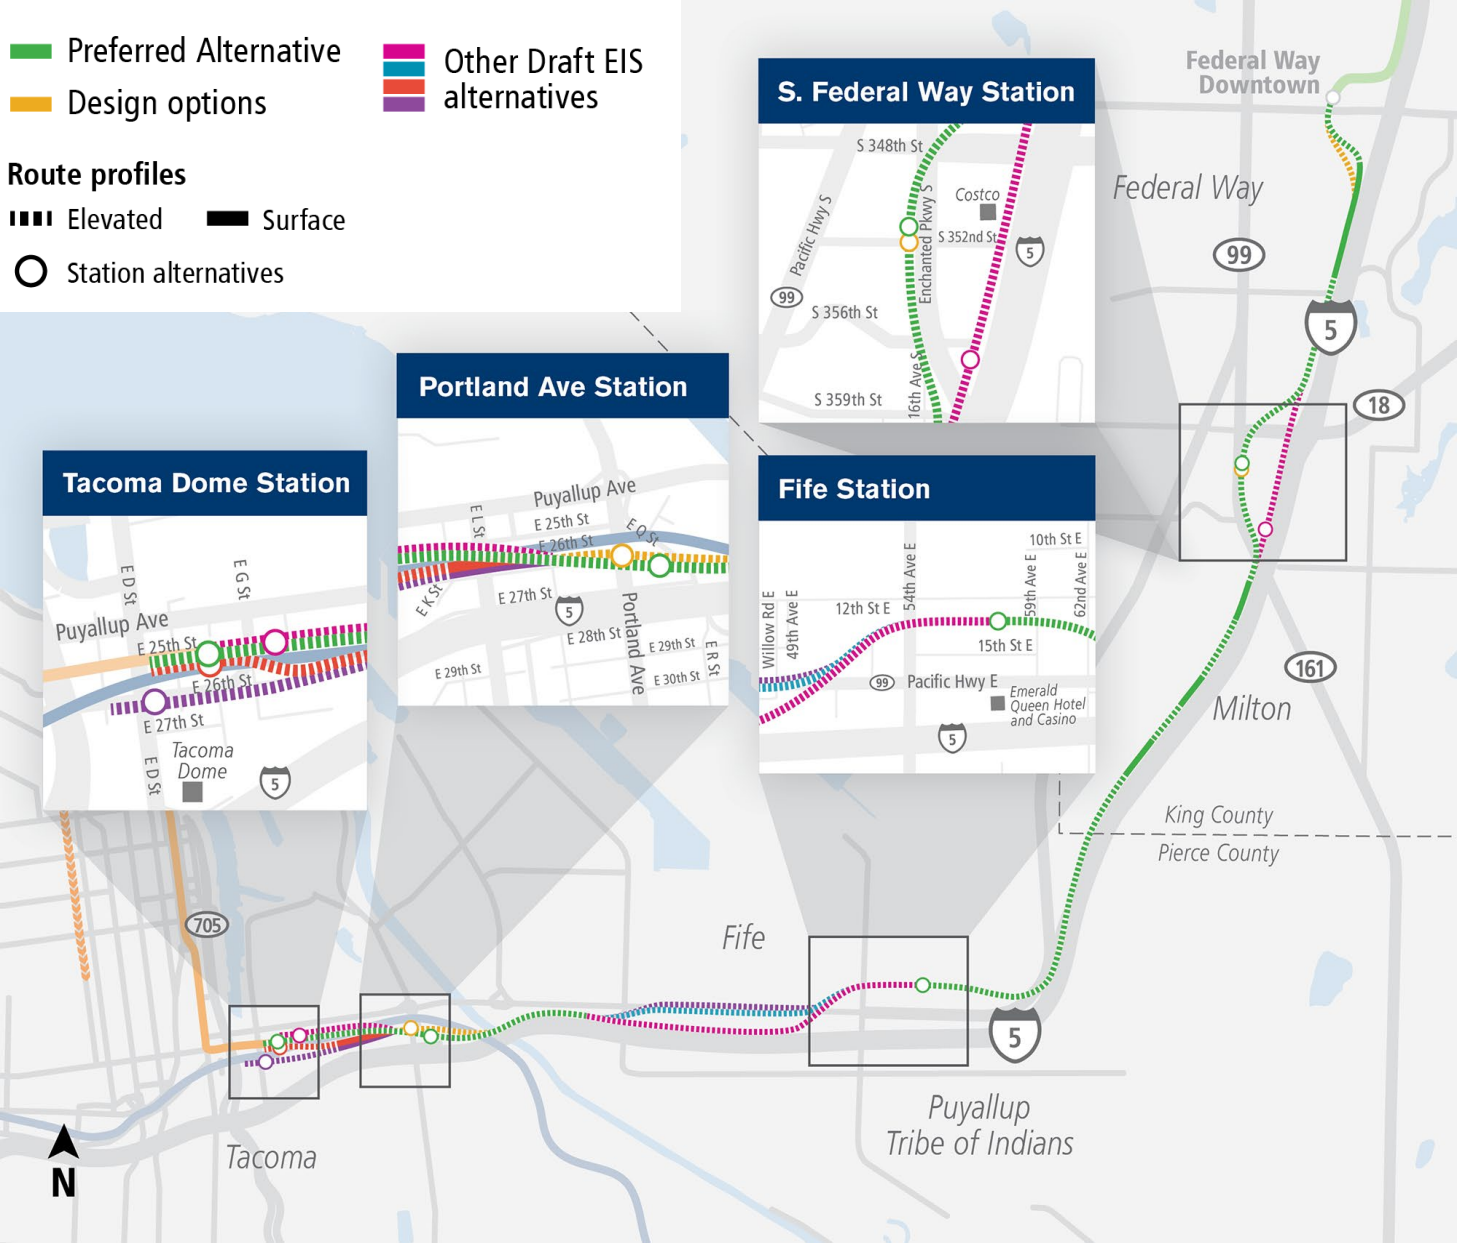 Preferred Alternative
Design options
Other Draft EIS
alternatives
Route profiles
Elevated
Surface
Station alternatives
S. Federal Way Station
S 348th St
Costco
Pacific Hwy S
Enchanted Pkwy S
S 352nd St
5
99
S 356th St
16th Ave S
S 359th St
Federal Way
Downtown
Federal Way
99
5
18
161
Milton
King County
Pierce County
Portland Ave Station
Puyallup Ave
E L St
E 25th St
E Q St
E 26th St
E K St
E 27th St
5
Portland Ave
E 28th St
E 29th St
E R St
E 29th St
E 30th St
Tacoma Dome Station
E D St
E G St
Puyallup Ave
E 25th St
E 26th St
E 27th St
E D St
Tacoma
Dome
5
Fife Station
10th St E
54th Ave E
59th Ave E
62nd Ave E
Willow Rd E
49th Ave E
12th St E
15th St E
99
Pacific Hwy E
Emerald
Queen Hotel
and Casino
5
705
Fife
5
Puyallup
Tribe of Indians
Tacoma
N